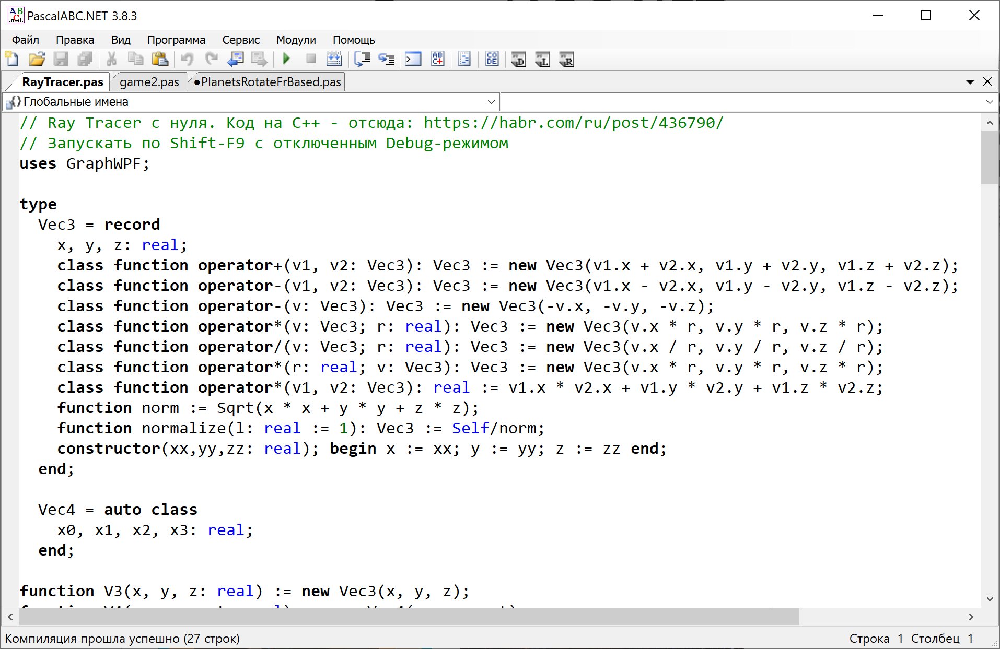 PascalABC.NET 3.8.3
Файл Правка Вид Программа Сервис Модули Помощь
RayTracer.pas game2.pas ●PlanetsRotateFrBased.pas
Глобальные имена
// Ray Tracer с нуля. Код на C++ - отсюда: https://habr.com/ru/post/436790/
// Запускать по Shift-F9 с отключенным Debug-режимом
uses GraphWPF;
type
  Vec3 = record
    x, y, z: real;
    class function operator+(v1, v2: Vec3): Vec3 := new Vec3(v1.x + v2.x, v1.y + v2.y, v1.z + v2.z);
    class function operator-(v1, v2: Vec3): Vec3 := new Vec3(v1.x - v2.x, v1.y - v2.y, v1.z - v2.z);
    class function operator-(v: Vec3): Vec3 := new Vec3(-v.x, -v.y, -v.z);
    class function operator*(v: Vec3; r: real): Vec3 := new Vec3(v.x * r, v.y * r, v.z * r);
    class function operator/(v: Vec3; r: real): Vec3 := new Vec3(v.x / r, v.y / r, v.z / r);
    class function operator*(r: real; v: Vec3): Vec3 := new Vec3(v.x * r, v.y * r, v.z * r);
    class function operator*(v1, v2: Vec3): real := v1.x * v2.x + v1.y * v2.y + v1.z * v2.z;
    function norm := Sqrt(x * x + y * y + z * z);
    function normalize(l: real := 1): Vec3 := Self/norm;
    constructor(xx,yy,zz: real); begin x := xx; y := yy; z := zz end;
  end;
  Vec4 = auto class
    x0, x1, x2, x3: real;
  end;
function V3(x, y, z: real) := new Vec3(x, y, z);
Компиляция прошла успешно (27 строк) Строка 1 Столбец 1